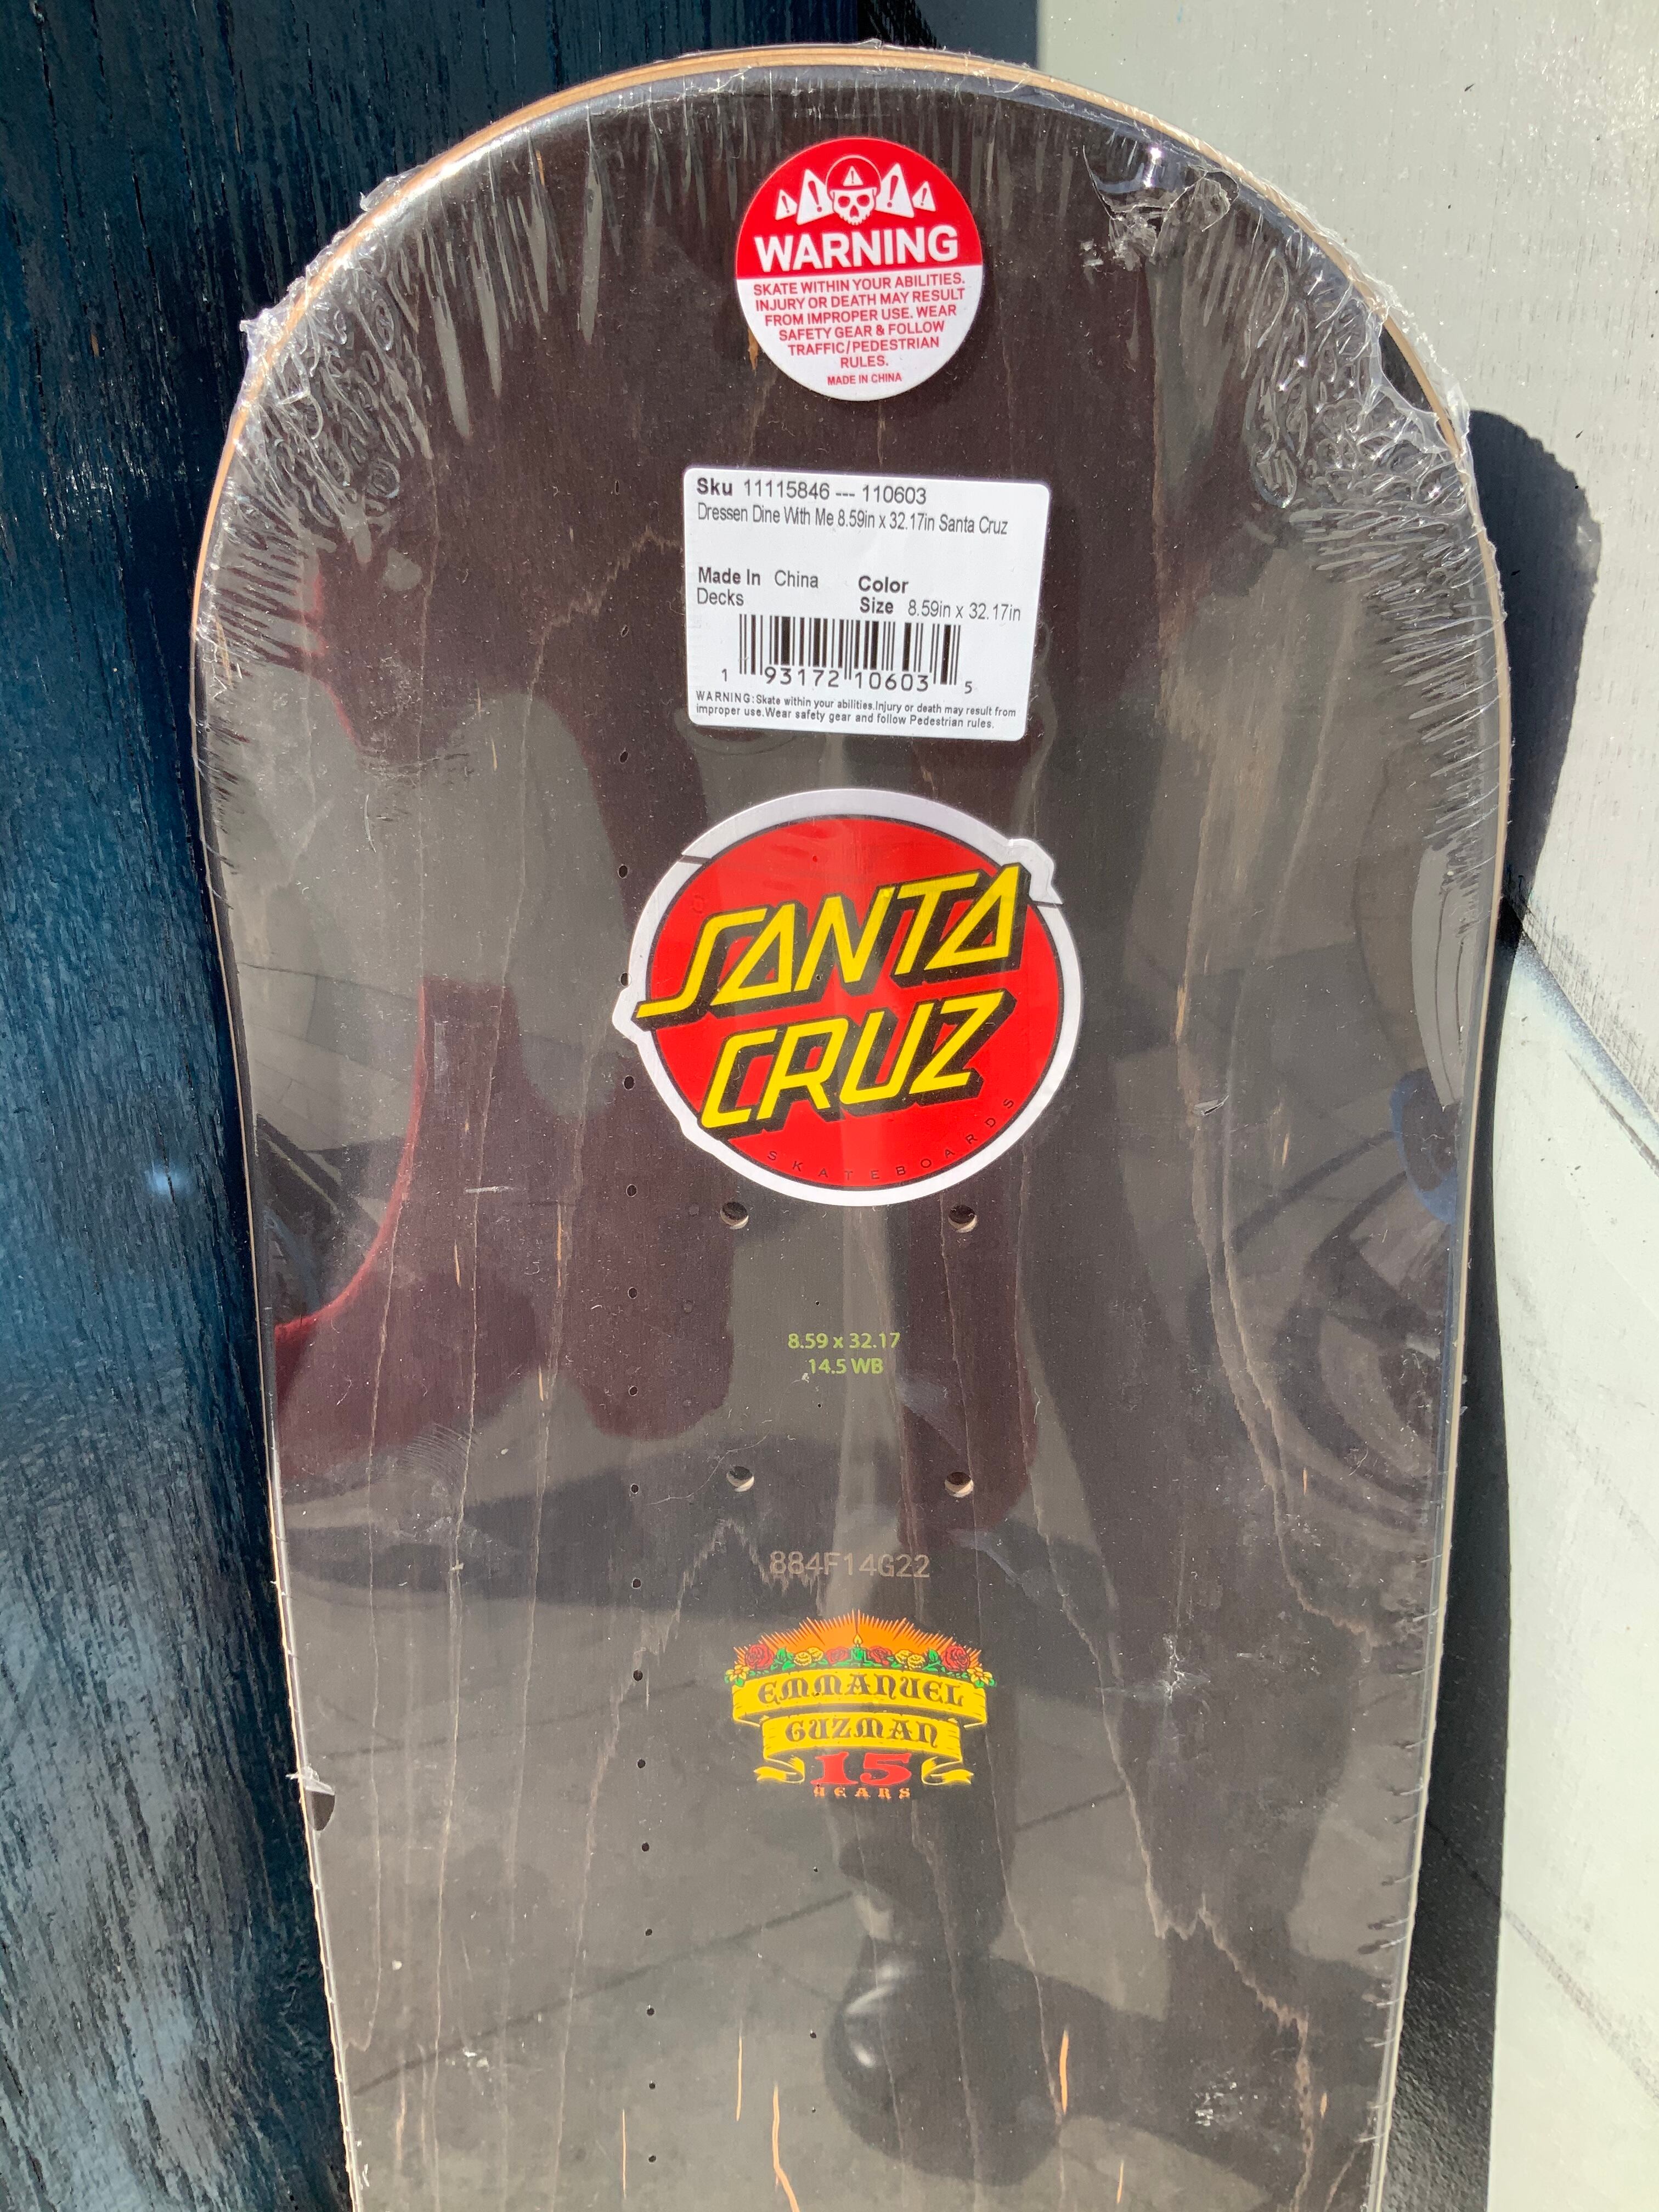 WARNING
SKATE WITHIN YOUR ABILITIES.
INJURY OR DEATH MAY RESULT
FROM IMPROPER USE. WEAR
SAFETY GEAR & FOLLOW
TRAFFIC/PEDESTRIAN
RULES.
MADE IN CHINA
Sku 11115846 --- 110603
Dressen Dine With Me 8.59in x 32.17in Santa Cruz
Made In China Color
Decks Size 8.59in x 32.17in
1 93172 10603 5
WARNING:Skate within your abilities.Injury or death may result from
improper use.Wear safety gear and follow Pedestrian rules.
SANTA
CRUZ
SKATEBOARDS
8.59 x 32.17
14.5 WB
884F14G22
EMMANUEL
GUZMAN
15
YEARS